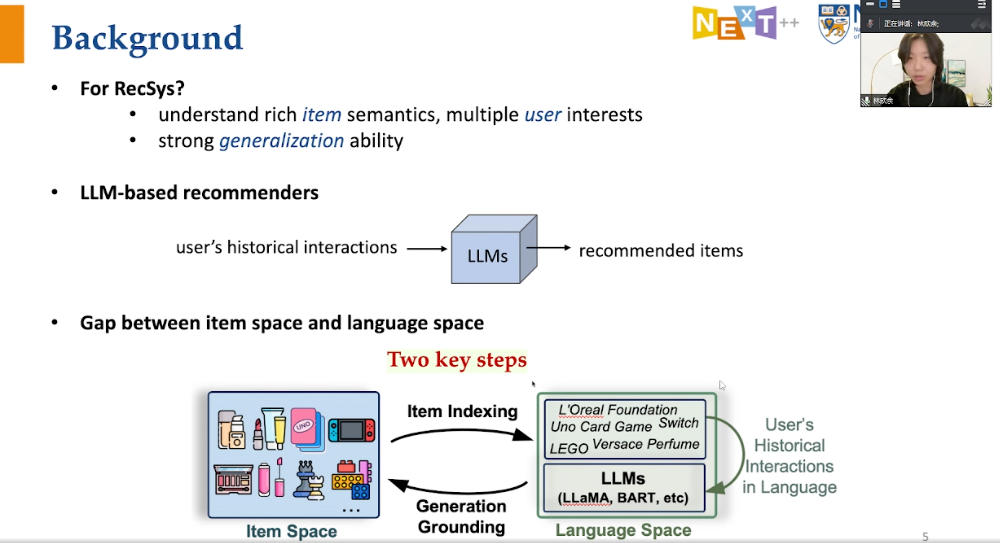 Background
NExT++
N
Na
of
正在讲话: 林欣余;
林欣余
• For RecSys?
• understand rich item semantics, multiple user interests
• strong generalization ability
• LLM-based recommenders
user's historical interactions
LLMs
recommended items
• Gap between item space and language space
Two key steps
UNO
...
Item Space
Item Indexing
Generation
Grounding
L'Oreal Foundation
Uno Card Game Switch
LEGO Versace Perfume
LLMs
(LLaMA, BART, etc)
Language Space
User's
Historical
Interactions
in Language
5